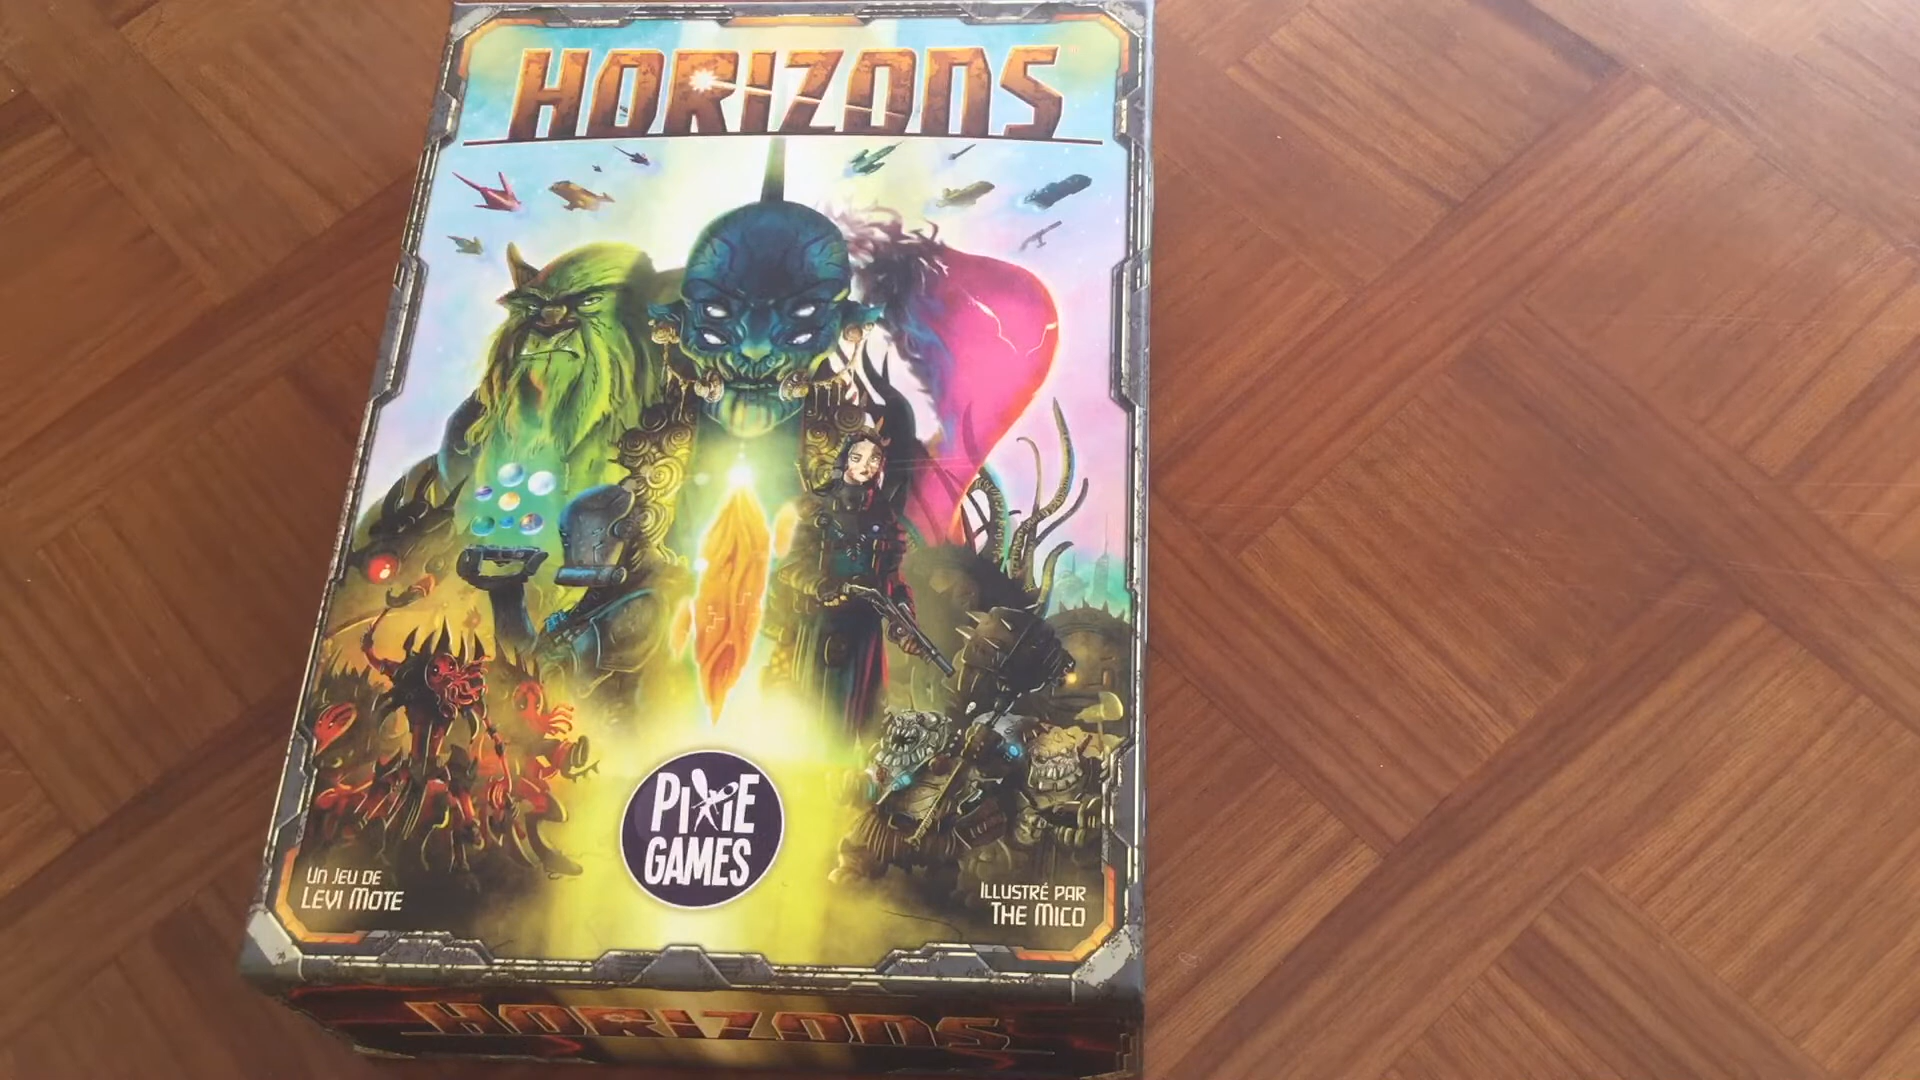 HORIZONS
PIXIE
GAMES
UN JEU DE
LEVI MOTE
ILLUSTRÉ PAR
THE MICO
HORIZONS